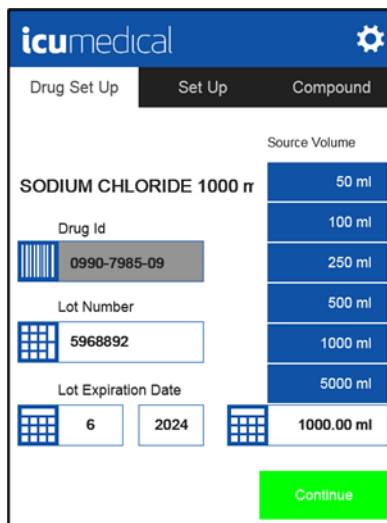 icumedical
Drug Set Up Set Up Compound
Source Volume
SODIUM CHLORIDE 1000 m
50 ml
100 ml
Drug Id
0990-7985-09
250 ml
Lot Number
500 ml
5968892
1000 ml
Lot Expiration Date
5000 ml
6 2024 1000.00 ml
Continue